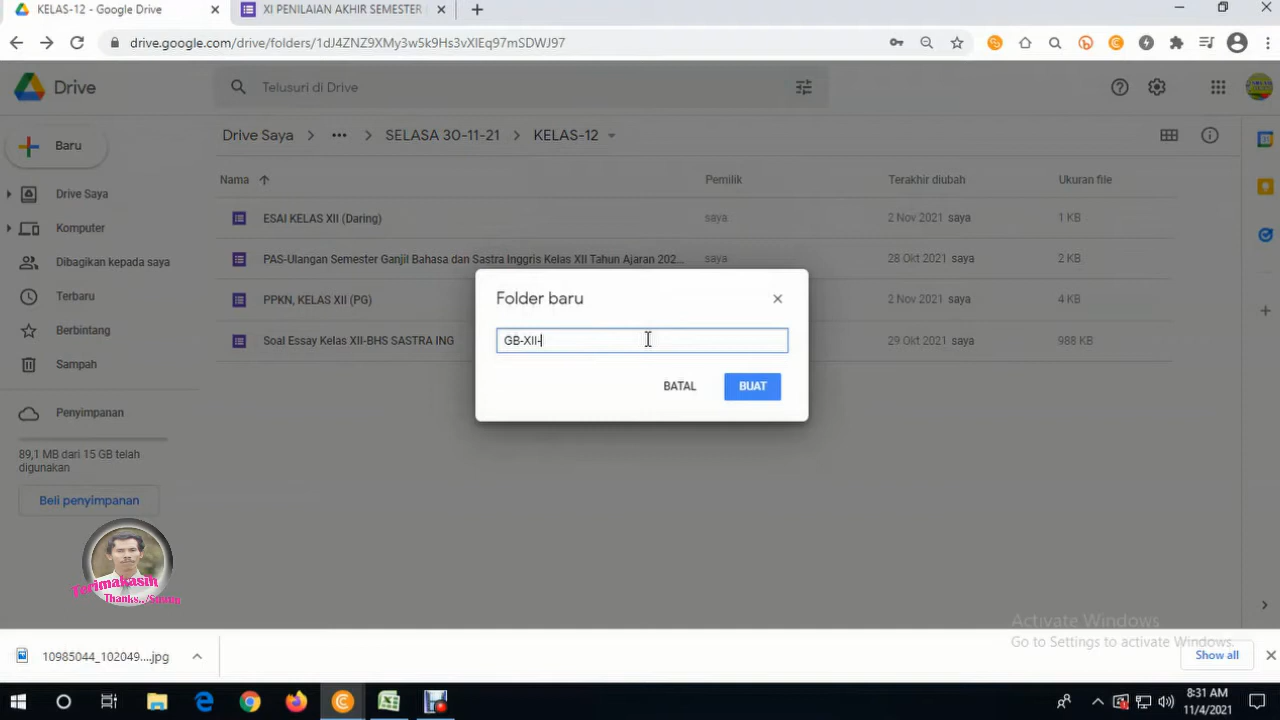 KELAS-12 - Google Drive
XI PENILAIAN AKHIR SEMESTER
drive.google.com/drive/folders/1dJ4ZNZ9XMy3w5k9Hs3vXIEq97mSDWJ97
Drive
Telusuri di Drive
Baru
Drive Saya
SELASA 30-11-21
KELAS-12
Nama
Pemilik
Terakhir diubah
Ukuran file
Drive Saya
Komputer
Dibagikan kepada saya
Terbaru
Berbintang
Sampah
Penyimpanan
89,1 MB dari 15 GB telah
digunakan
Beli penyimpanan
ESAI KELAS XII (Daring)
saya
2 Nov 2021 saya
1 KB
PAS-Ulangan Semester Ganjil Bahasa dan Sastra Inggris Kelas XII Tahun Ajaran 202...
saya
28 Okt 2021 saya
2 KB
PPKN, KELAS XII (PG)
2 Nov 2021 saya
4 KB
Soal Essay Kelas XII-BHS SASTRA ING
29 Okt 2021 saya
988 KB
Folder baru
GB-XII-
BATAL
BUAT
Terimakasih
Thanks../
Activate Windows
Go to Settings to activate Windows.
10985044_102049....jpg
Show all
8:31 AM
11/4/2021